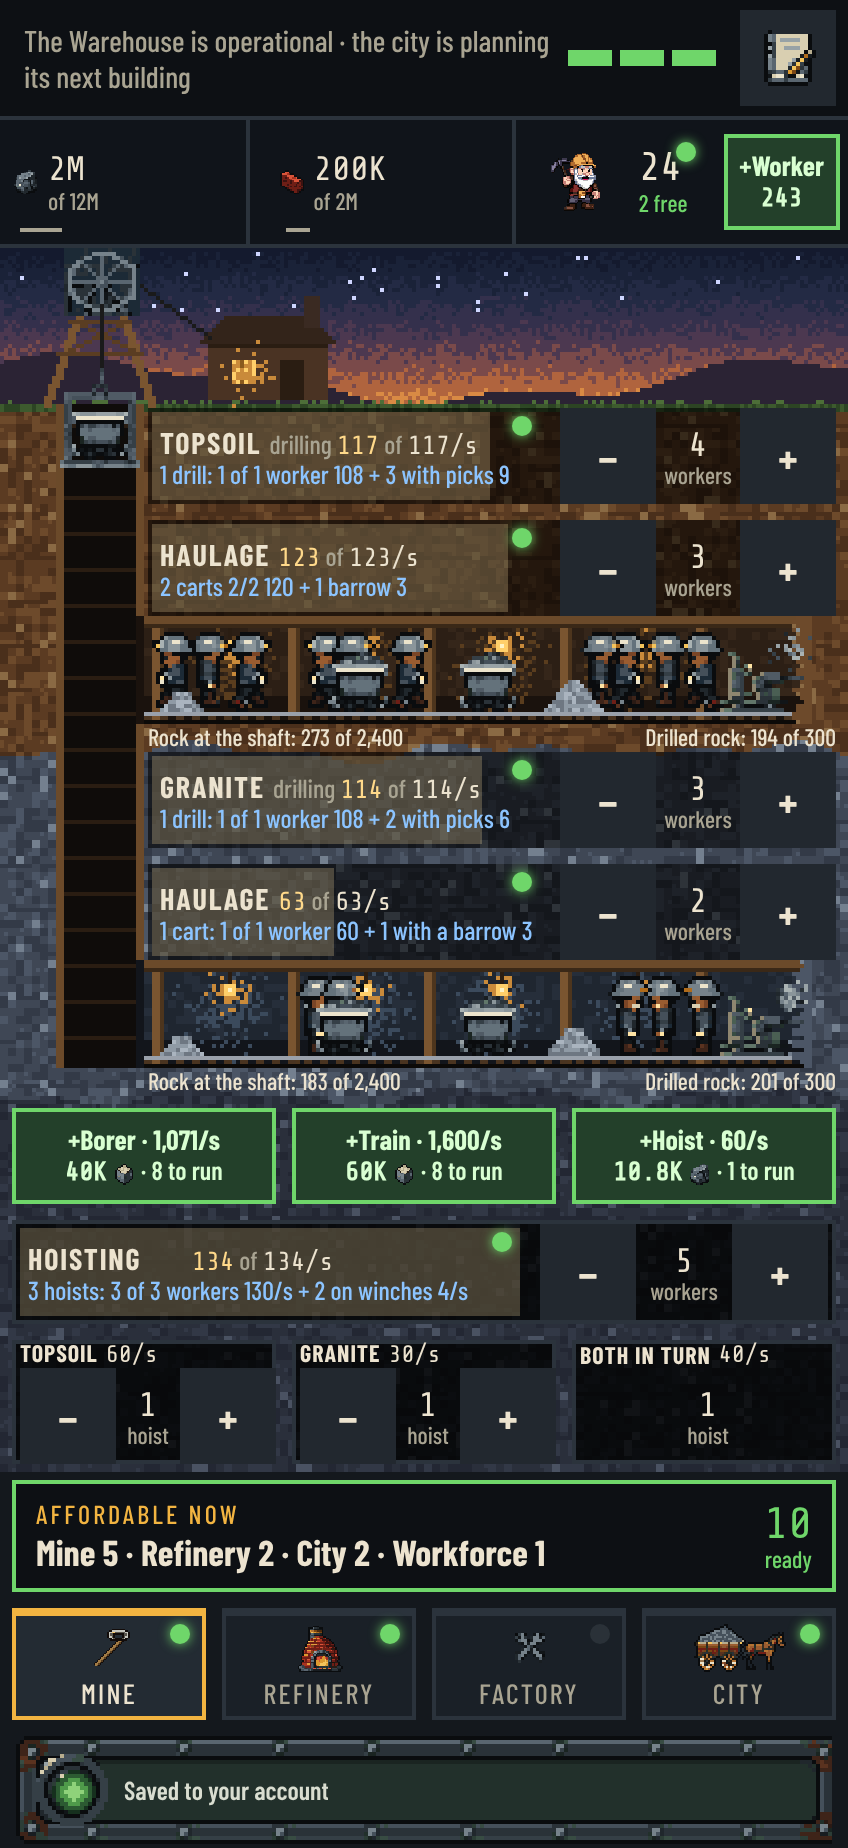 The Warehouse is operational · the city is planning
its next building
2M
of 12M
200K
of 2M
24
2 free
+Worker
243
TOPSOIL drilling 117 of 117/s
1 drill: 1 of 1 worker 108 + 3 with picks 9
−
4
workers
+
HAULAGE 123 of 123/s
2 carts 2/2 120 + 1 barrow 3
−
3
workers
+
Rock at the shaft: 273 of 2,400
Drilled rock: 194 of 300
GRANITE drilling 114 of 114/s
1 drill: 1 of 1 worker 108 + 2 with picks 6
−
3
workers
+
HAULAGE 63 of 63/s
1 cart: 1 of 1 worker 60 + 1 with a barrow 3
−
2
workers
+
Rock at the shaft: 183 of 2,400
Drilled rock: 201 of 300
+Borer · 1,071/s
40K · 8 to run
+Train · 1,600/s
60K · 8 to run
+Hoist · 60/s
10.8K · 1 to run
HOISTING 134 of 134/s
3 hoists: 3 of 3 workers 130/s + 2 on winches 4/s
−
5
workers
+
TOPSOIL 60/s
−
1
hoist
+
GRANITE 30/s
−
1
hoist
+
BOTH IN TURN 40/s
1
hoist
AFFORDABLE NOW
Mine 5 · Refinery 2 · City 2 · Workforce 1
10
ready
MINE
REFINERY
FACTORY
CITY
Saved to your account